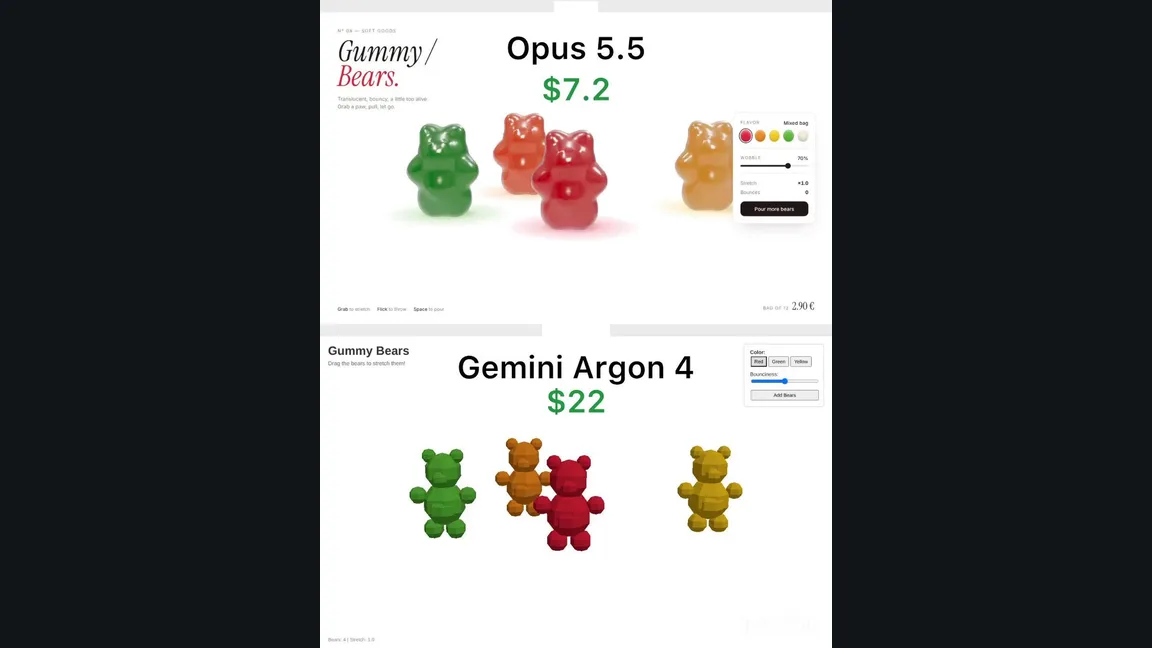 Nº 04 — SOFT GOODS
Gummy /
Bears.
Translucent, bouncy, a little too alive.
Grab a paw, pull, let go.
Opus 5.5
$7.2
FLAVOR Mixed bag
WOBBLE 70%
Stretch ×1.0
Bounces 0
Pour more bears
Grab to stretch Flick to throw Space to pour
BAG OF 12 2,90 €
Gummy Bears
Drag the bears to stretch them!
Gemini Argon 4
$22
Color:
Red Green Yellow
Bounciness:
Add Bears
Bears: 4 | Stretch: 1.0